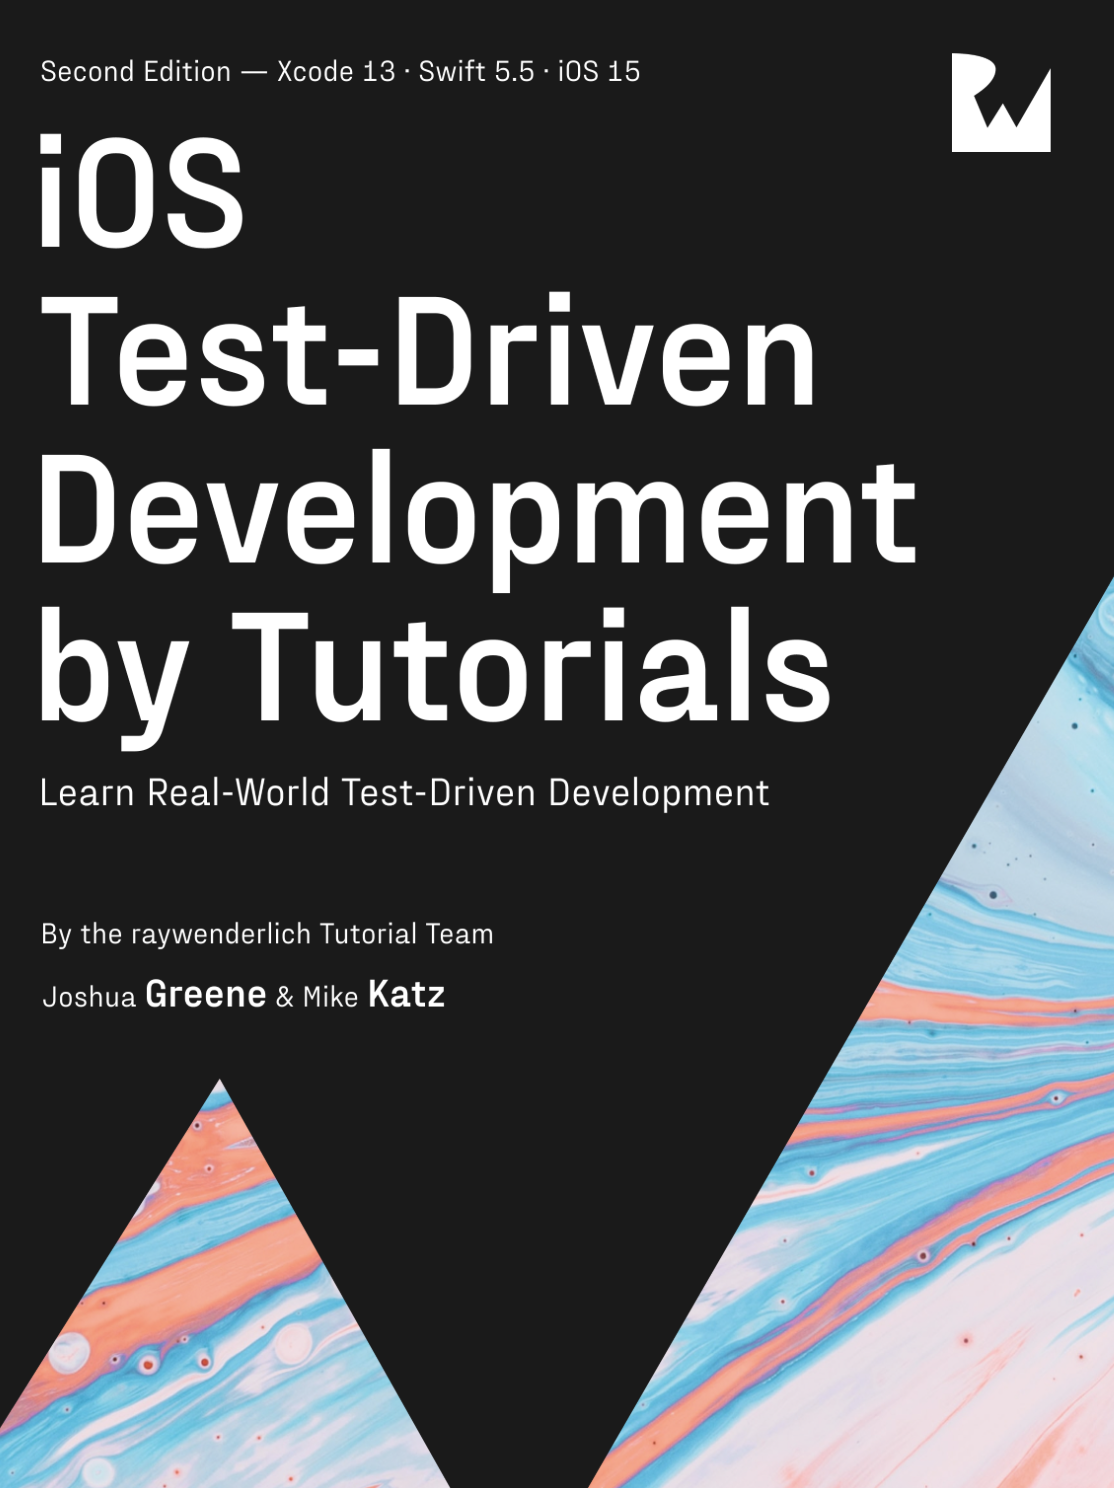 Second Edition — Xcode 13 · Swift 5.5 · iOS 15
iOS
Test-Driven
Development
by Tutorials
Learn Real-World Test-Driven Development
By the raywenderlich Tutorial Team
Joshua Greene & Mike Katz